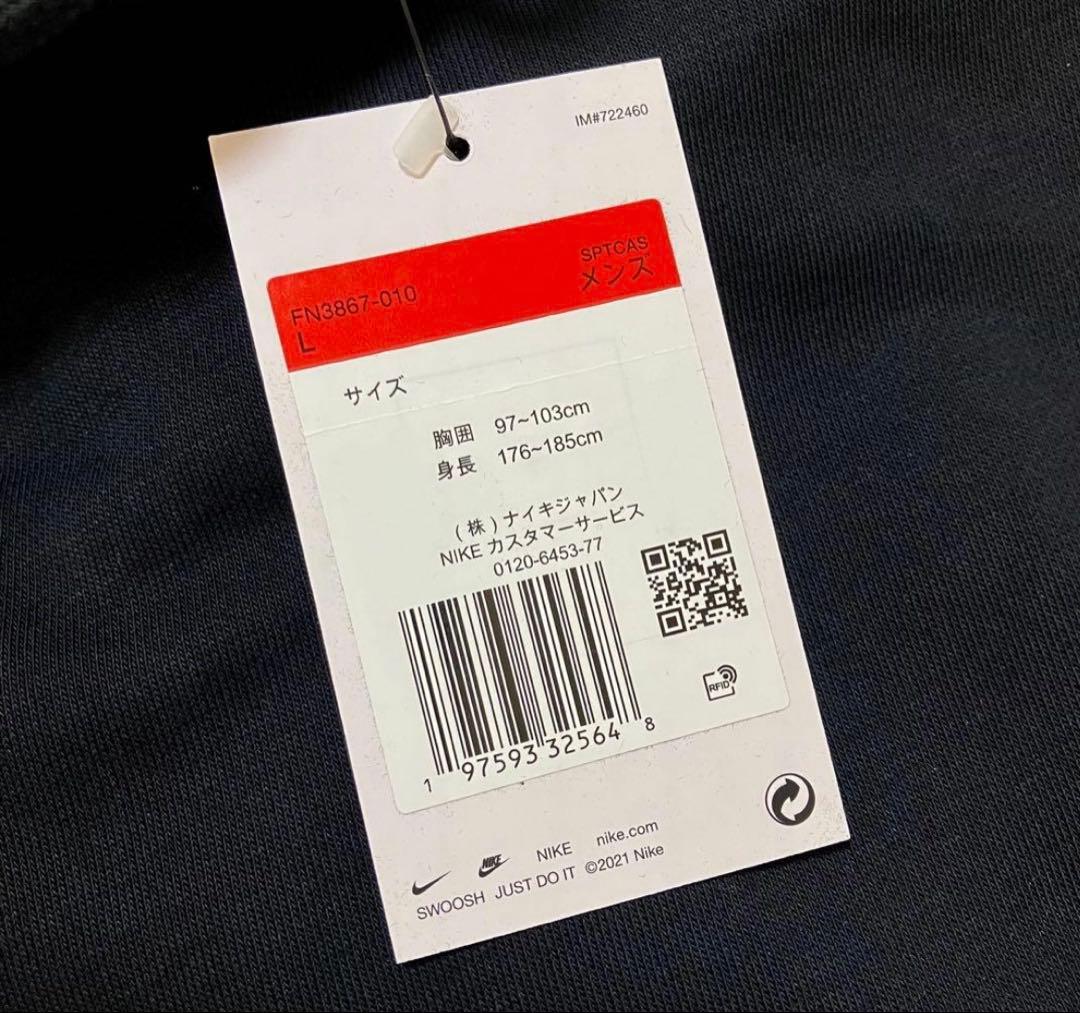 IM#722460
FN3867-010
SPTCAS
L
メンズ
サイズ
胸囲 97~103cm
身長 176~185cm
(株)ナイキジャパン
NIKE カスタマーサービス
0120-6453-77
RFID
1 97593 32564 8
NIKE
NIKE nike.com
SWOOSH JUST DO IT ©2021 Nike